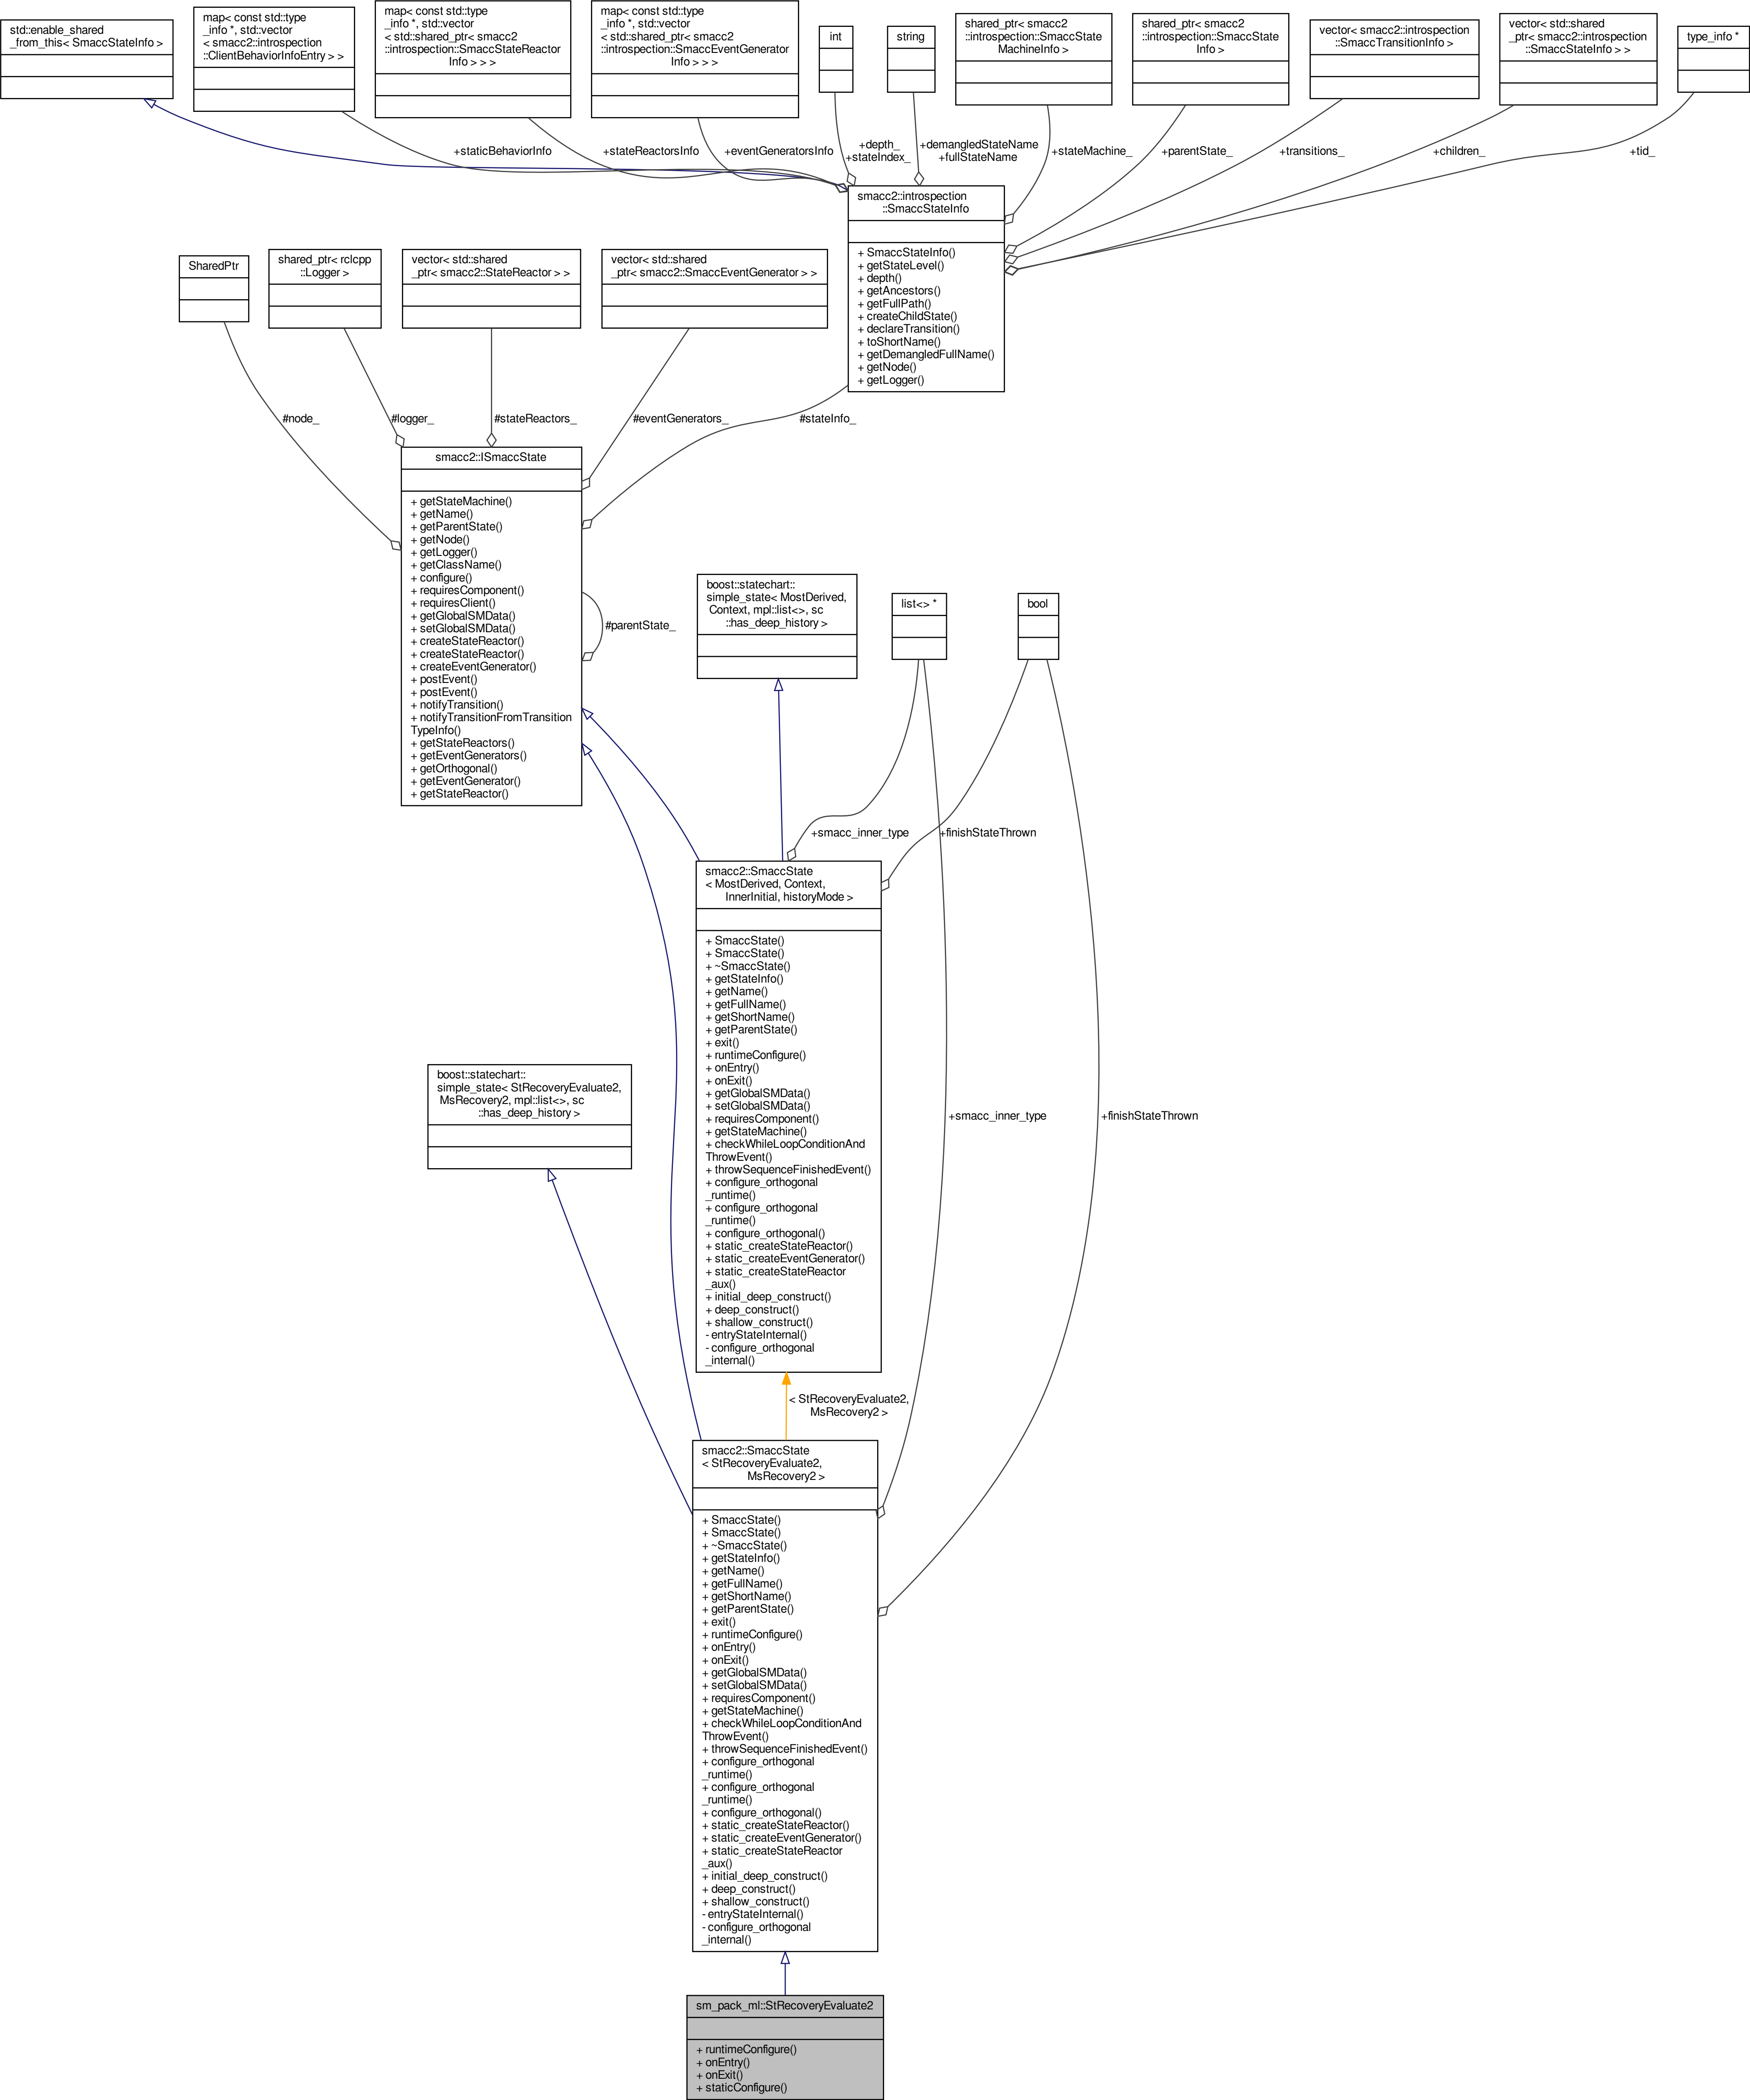 std::enable_shared
_from_this< SmaccStateInfo >
map< const std::type
_info *, std::vector
< smacc2::introspection
::ClientBehaviorInfoEntry > >
map< const std::type
_info *, std::vector
< std::shared_ptr< smacc2
::introspection::SmaccStateReactor
Info > > >
map< const std::type
_info *, std::vector
< std::shared_ptr< smacc2
::introspection::SmaccEventGenerator
Info > > >
int
string
shared_ptr< smacc2
::introspection::SmaccState
MachineInfo >
shared_ptr< smacc2
::introspection::SmaccState
Info >
vector< smacc2::introspection
::SmaccTransitionInfo >
vector< std::shared
_ptr< smacc2::introspection
::SmaccStateInfo > >
type_info *
+staticBehaviorInfo
+stateReactorsInfo
+eventGeneratorsInfo
+depth_
+stateIndex_
+demangledStateName
+fullStateName
+stateMachine_
+parentState_
+transitions_
+children_
+tid_
smacc2::introspection
::SmaccStateInfo
+ SmaccStateInfo()
+ getStateLevel()
+ depth()
+ getAncestors()
+ getFullPath()
+ createChildState()
+ declareTransition()
+ toShortName()
+ getDemangledFullName()
+ getNode()
+ getLogger()
SharedPtr
shared_ptr< rclcpp
::Logger >
vector< std::shared
_ptr< smacc2::StateReactor > >
vector< std::shared
_ptr< smacc2::SmaccEventGenerator > >
#node_
#logger_
#stateReactors_
#eventGenerators_
#stateInfo_
smacc2::ISmaccState
+ getStateMachine()
+ getName()
+ getParentState()
+ getNode()
+ getLogger()
+ getClassName()
+ configure()
+ requiresComponent()
+ requiresClient()
+ getGlobalSMData()
+ setGlobalSMData()
+ createStateReactor()
+ createStateReactor()
+ createEventGenerator()
+ postEvent()
+ postEvent()
+ notifyTransition()
+ notifyTransitionFromTransition
TypeInfo()
+ getStateReactors()
+ getEventGenerators()
+ getOrthogonal()
+ getEventGenerator()
+ getStateReactor()
#parentState_
boost::statechart::
simple_state< MostDerived,
Context, mpl::list<>, sc
::has_deep_history >
list<> *
bool
+smacc_inner_type
+finishStateThrown
smacc2::SmaccState
< MostDerived, Context,
InnerInitial, historyMode >
+ SmaccState()
+ SmaccState()
+ ~SmaccState()
+ getStateInfo()
+ getName()
+ getFullName()
+ getShortName()
+ getParentState()
+ exit()
+ runtimeConfigure()
+ onEntry()
+ onExit()
+ getGlobalSMData()
+ setGlobalSMData()
+ requiresComponent()
+ getStateMachine()
+ checkWhileLoopConditionAnd
ThrowEvent()
+ throwSequenceFinishedEvent()
+ configure_orthogonal
_runtime()
+ configure_orthogonal
_runtime()
+ configure_orthogonal()
+ static_createStateReactor()
+ static_createEventGenerator()
+ static_createStateReactor
_aux()
+ initial_deep_construct()
+ deep_construct()
+ shallow_construct()
- entryStateInternal()
- configure_orthogonal
_internal()
boost::statechart::
simple_state< StRecoveryEvaluate2,
MsRecovery2, mpl::list<>, sc
::has_deep_history >
+smacc_inner_type
+finishStateThrown
< StRecoveryEvaluate2,
MsRecovery2 >
smacc2::SmaccState
< StRecoveryEvaluate2,
MsRecovery2 >
+ SmaccState()
+ SmaccState()
+ ~SmaccState()
+ getStateInfo()
+ getName()
+ getFullName()
+ getShortName()
+ getParentState()
+ exit()
+ runtimeConfigure()
+ onEntry()
+ onExit()
+ getGlobalSMData()
+ setGlobalSMData()
+ requiresComponent()
+ getStateMachine()
+ checkWhileLoopConditionAnd
ThrowEvent()
+ throwSequenceFinishedEvent()
+ configure_orthogonal
_runtime()
+ configure_orthogonal
_runtime()
+ configure_orthogonal()
+ static_createStateReactor()
+ static_createEventGenerator()
+ static_createStateReactor
_aux()
+ initial_deep_construct()
+ deep_construct()
+ shallow_construct()
- entryStateInternal()
- configure_orthogonal
_internal()
sm_pack_ml::StRecoveryEvaluate2
+ runtimeConfigure()
+ onEntry()
+ onExit()
+ staticConfigure()